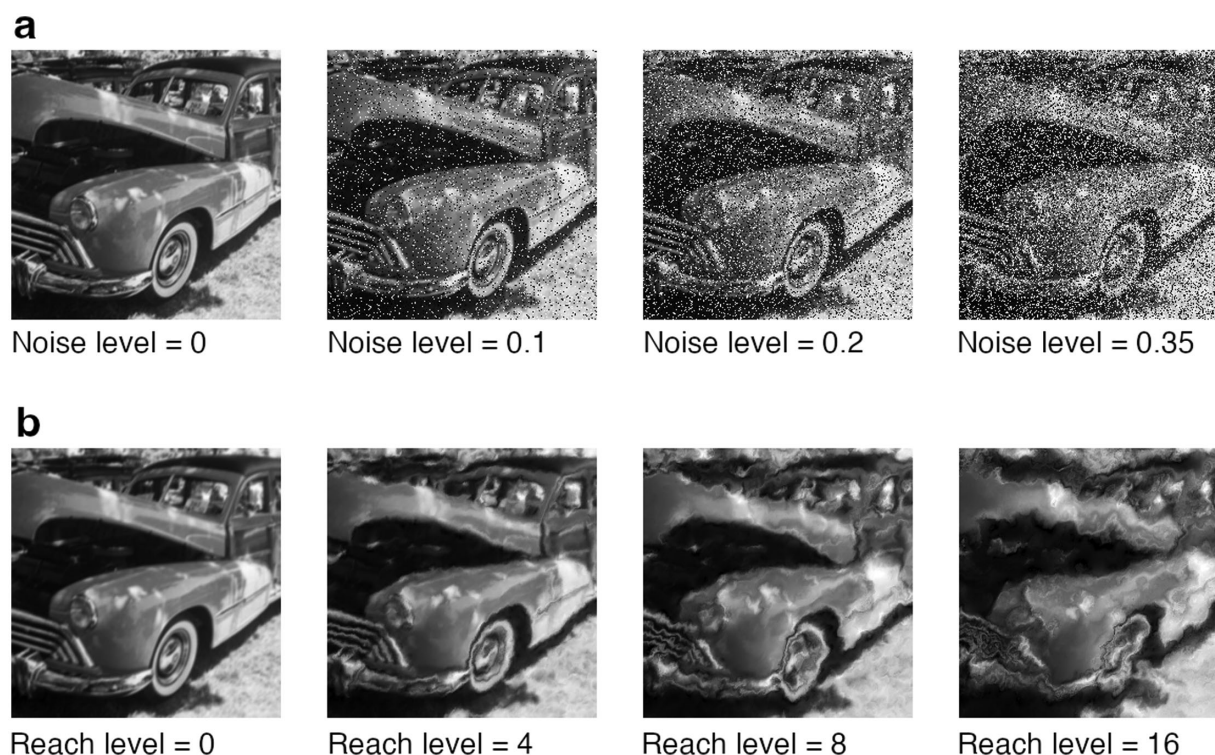 a
Noise level = 0
Noise level = 0.1
Noise level = 0.2
Noise level = 0.35
b
Reach level = 0
Reach level = 4
Reach level = 8
Reach level = 16